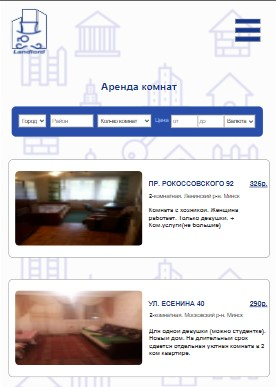 Landlord
Аренда комнат
Город Район Кол-во комнат Цена от до Валюта
ПР. РОКОССОВСКОГО 92 326р.
2-комнатная, Ленинский р-н, Минск
Комната с хозяйкой. Женщина
работает. Только девушки. +
Ком.услуги(не большие)
УЛ. ЕСЕНИНА 40 290р.
2-комнатная, Московский р-н, Минск
Для одной девушки (можно студентке).
Новый дом. На длительный срок
сдается отдельная уютная комната в 2
ком квартире.